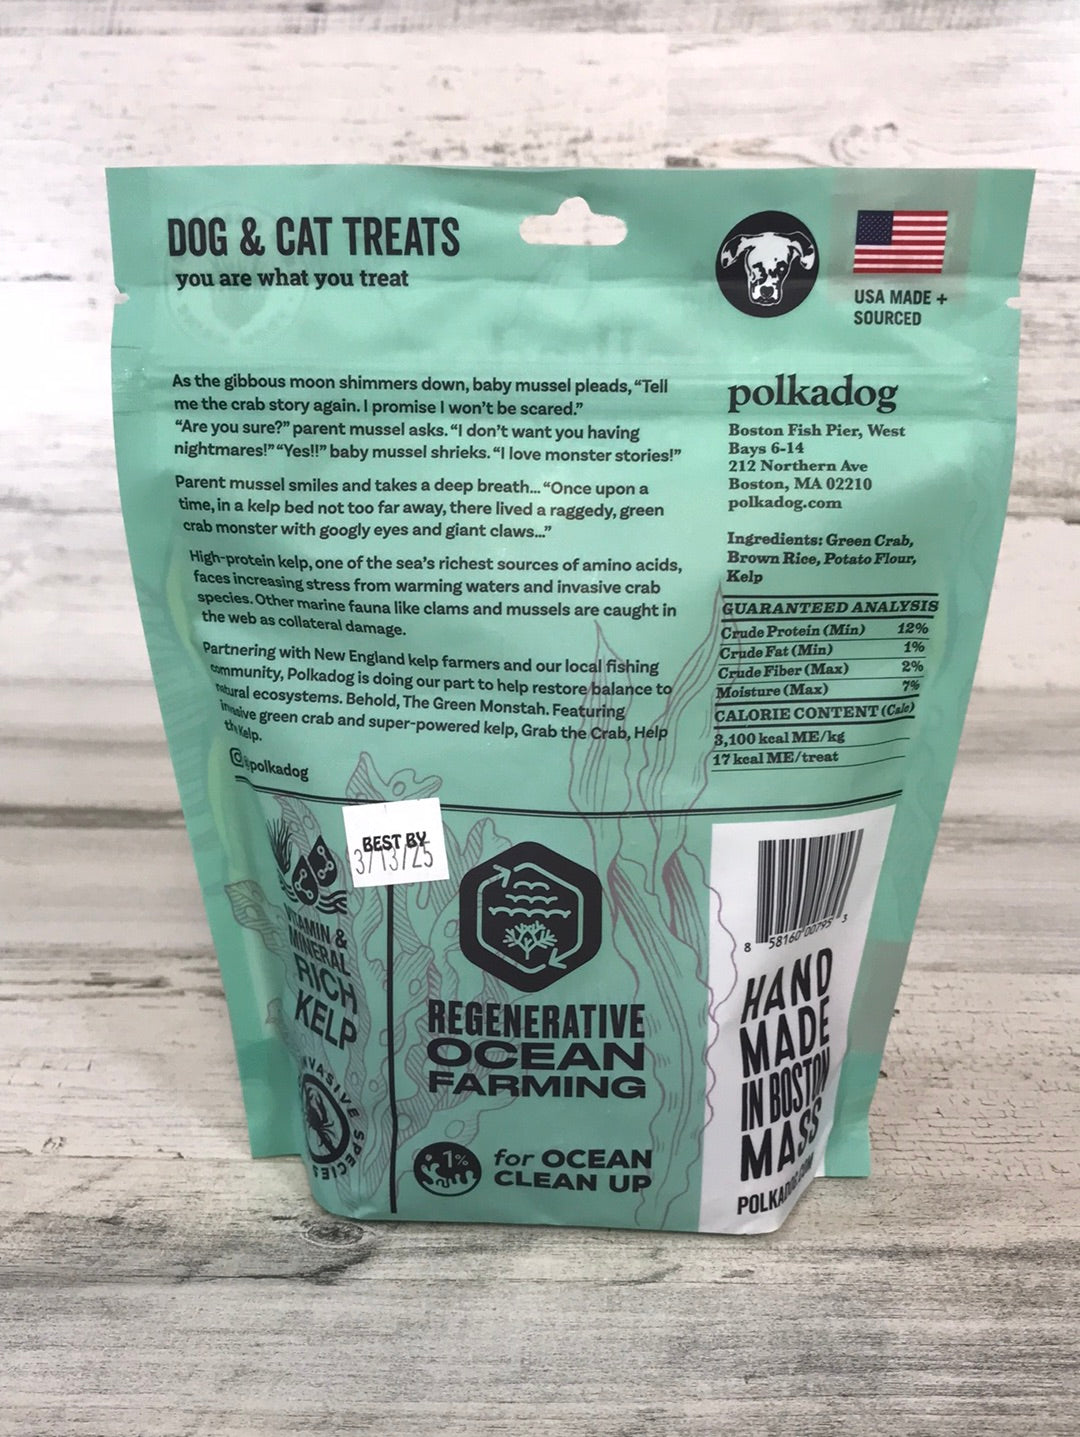 DOG & CAT TREATS
you are what you treat
USA MADE +
SOURCED
As the gibbous moon shimmers down, baby mussel pleads, “Tell
me the crab story again. I promise I won’t be scared.”
“Are you sure?” parent mussel asks. “I don’t want you having
nightmares!” “Yes!!” baby mussel shrieks. “I love monster stories!”
Parent mussel smiles and takes a deep breath... “Once upon a
time, in a kelp bed not too far away, there lived a raggedy, green
crab monster with googly eyes and giant claws...”
High-protein kelp, one of the sea’s richest sources of amino acids,
faces increasing stress from warming waters and invasive crab
species. Other marine fauna like clams and mussels are caught in
the web as collateral damage.
Partnering with New England kelp farmers and our local fishing
community, Polkadog is doing our part to help restore balance to
natural ecosystems. Behold, The Green Monstah. Featuring
invasive green crab and super-powered kelp, Grab the Crab, Help
the Kelp.
@polkadog
polkadog
Boston Fish Pier, West
Bays 6-14
212 Northern Ave
Boston, MA 02210
polkadog.com
Ingredients: Green Crab,
Brown Rice, Potato Flour,
Kelp
GUARANTEED ANALYSIS
Crude Protein (Min) 12%
Crude Fat (Min) 1%
Crude Fiber (Max) 2%
Moisture (Max) 7%
CALORIE CONTENT (Calc)
3,100 kcal ME/kg
17 kcal ME/treat
BEST BY
3/13/25
VITAMIN &
MINERAL
RICH
KELP
INVASIVE SPECIES
REGENERATIVE
OCEAN
FARMING
1%
for OCEAN
CLEAN UP
8 58160 00795 3
HAND
MADE
IN BOSTON
MASS
POLKADOG.COM